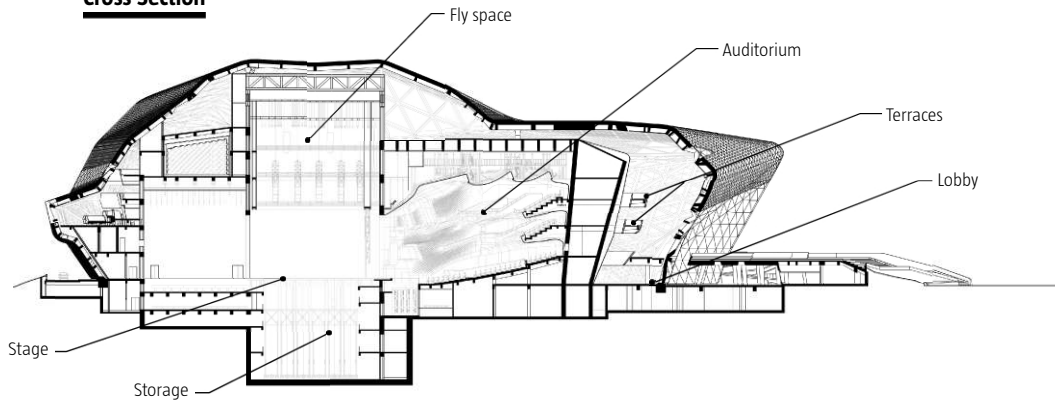 Cross Section
Fly space
Auditorium
Terraces
Lobby
Stage
Storage